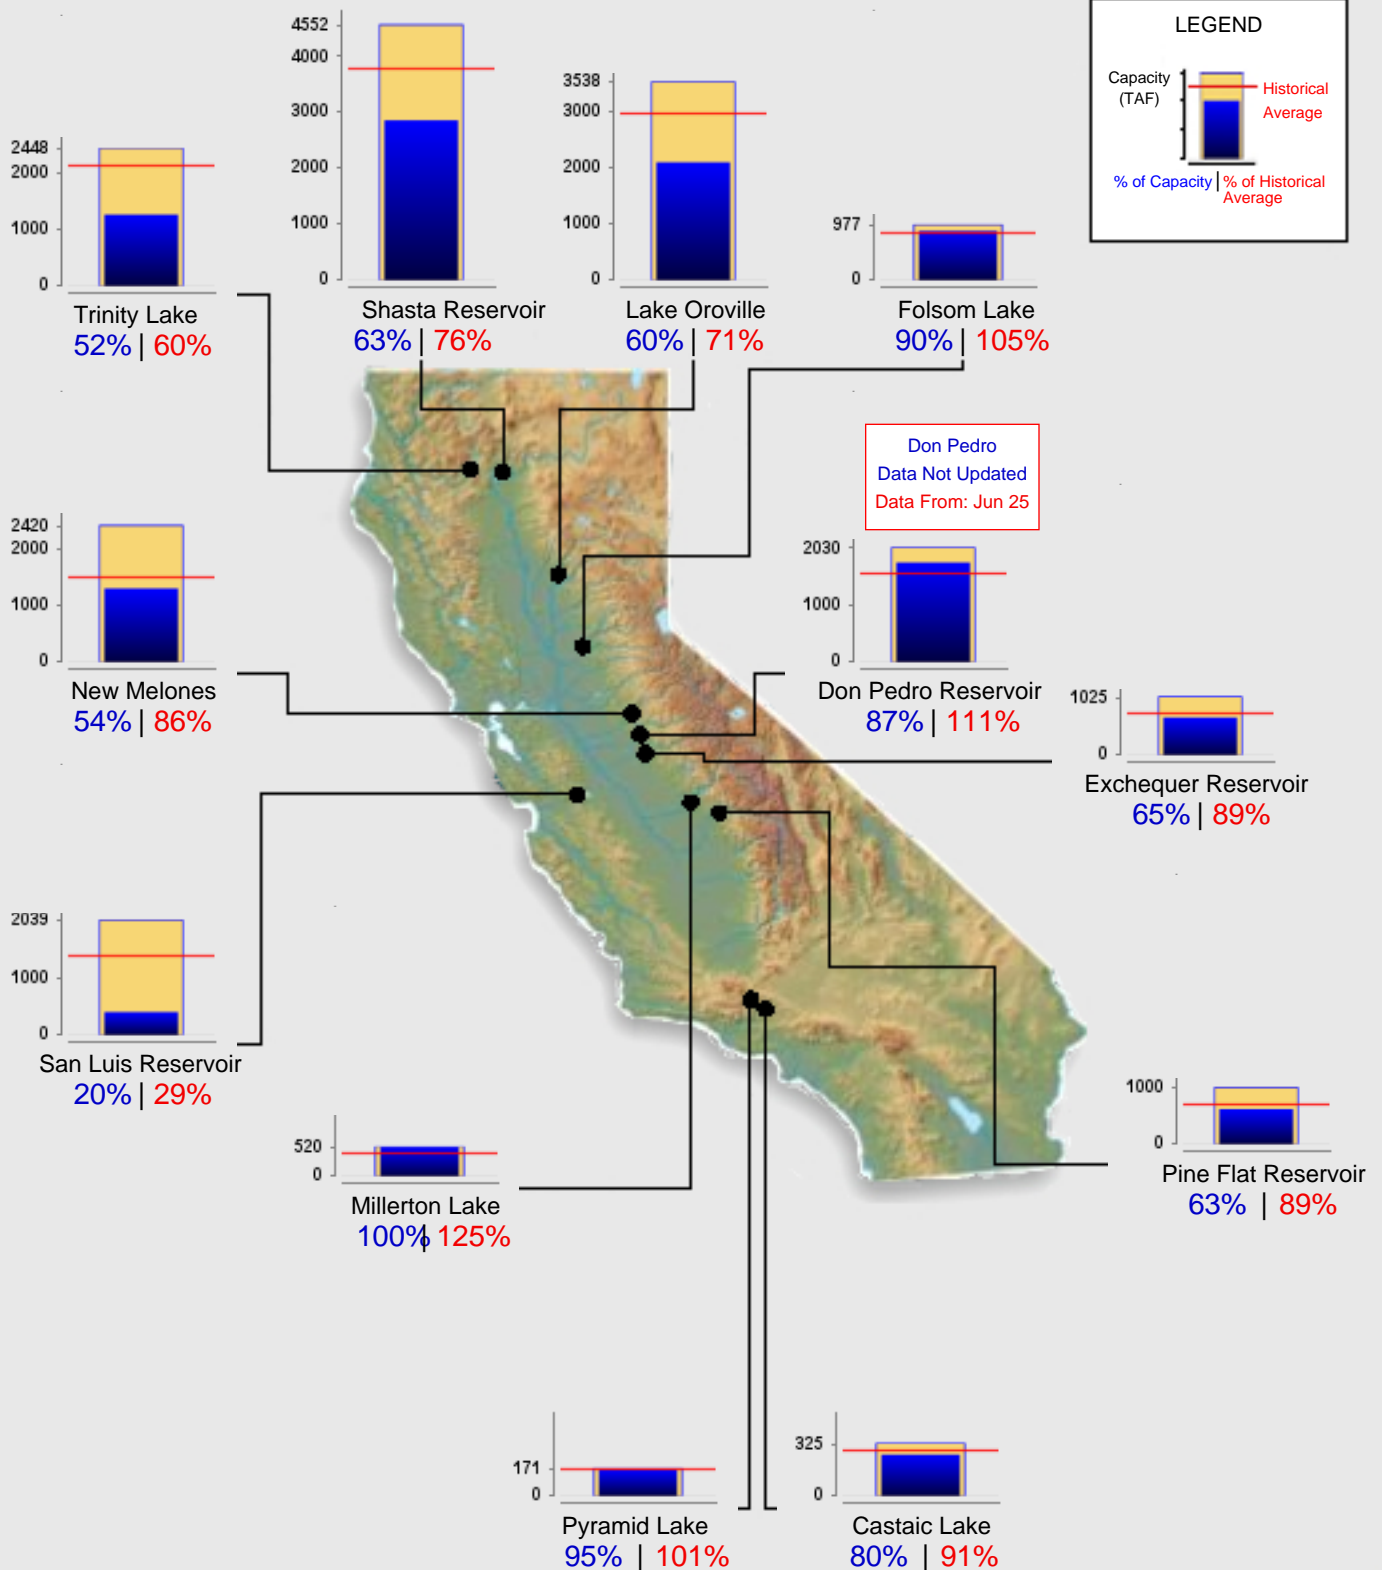 LEGEND
Capacity
(TAF)
Historical
Average
% of Capacity | % of Historical
Average
4552
4000
3000
2000
1000
0
Shasta Reservoir
63% | 76%
3538
3000
2000
1000
0
Lake Oroville
60% | 71%
2448
2000
1000
0
Trinity Lake
52% | 60%
977
0
Folsom Lake
90% | 105%
Don Pedro
Data Not Updated
Data From: Jun 25
2420
2000
1000
0
New Melones
54% | 86%
2030
1000
0
Don Pedro Reservoir
87% | 111%
1025
0
Exchequer Reservoir
65% | 89%
2039
1000
0
San Luis Reservoir
20% | 29%
520
0
Millerton Lake
100% | 125%
1000
0
Pine Flat Reservoir
63% | 89%
171
0
Pyramid Lake
95% | 101%
325
0
Castaic Lake
80% | 91%